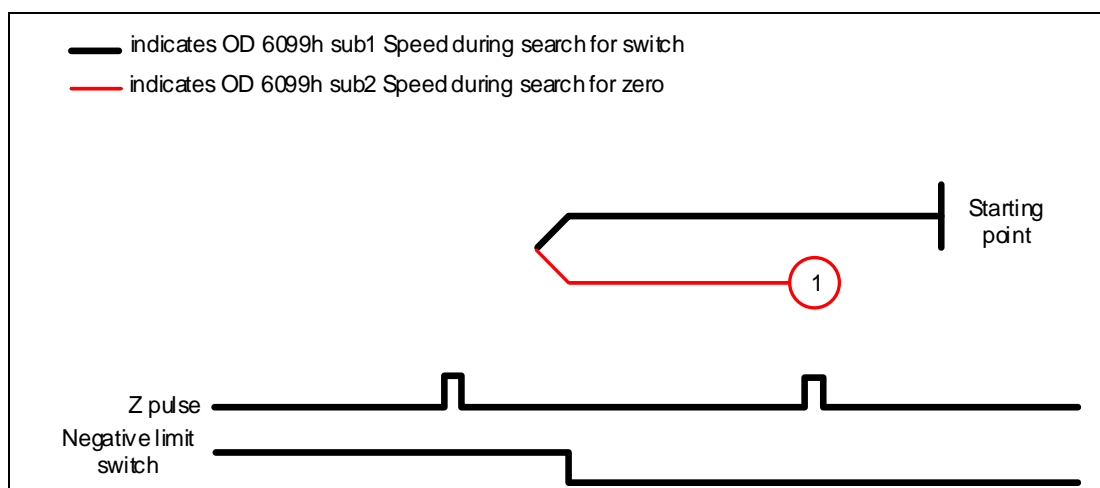 indicates OD 6099h sub1 Speed during search for switch
indicates OD 6099h sub2 Speed during search for zero
Starting
point
1
Z pulse
Negative limit
switch